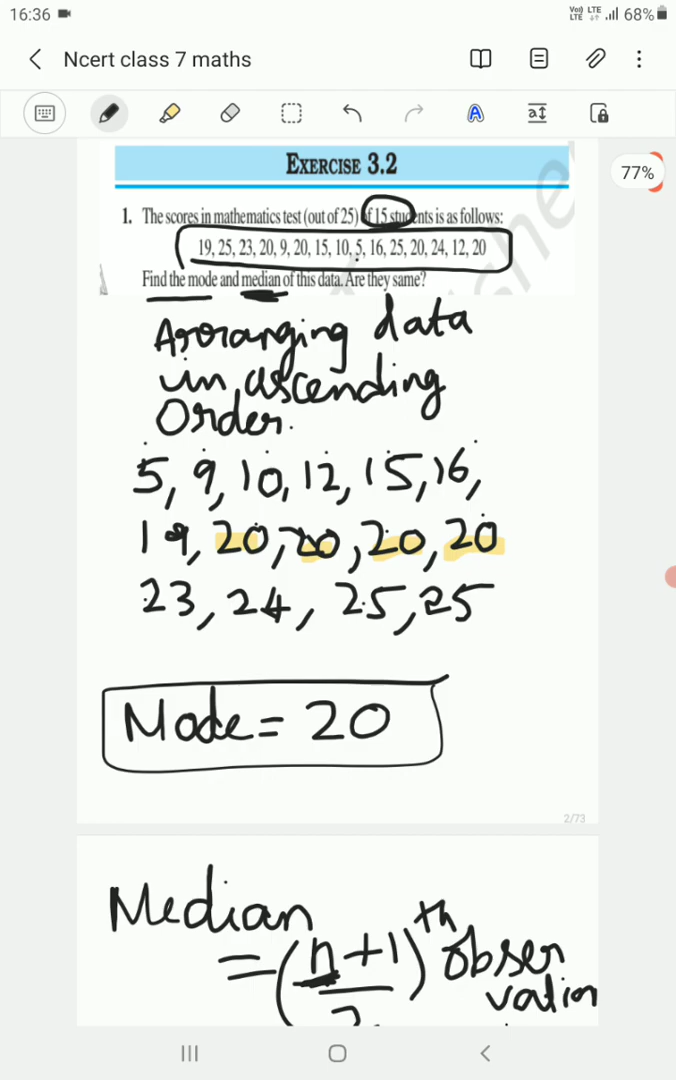 16:36
Vo) LTE
LTE 68%
Ncert class 7 maths
77%
EXERCISE 3.2
1. The scores in mathematics test (out of 25) of 15 students is as follows:
19, 25, 23, 20, 9, 20, 15, 10, 5, 16, 25, 20, 24, 12, 20
Find the mode and median of this data. Are they same?
Arranging data
in ascending
Order.
5, 9, 10, 12, 15, 16,
19, 20, 20, 20, 20
23, 24, 25, 25
Mode = 20
2/73
Median
= (n+1/2)th obser
vation